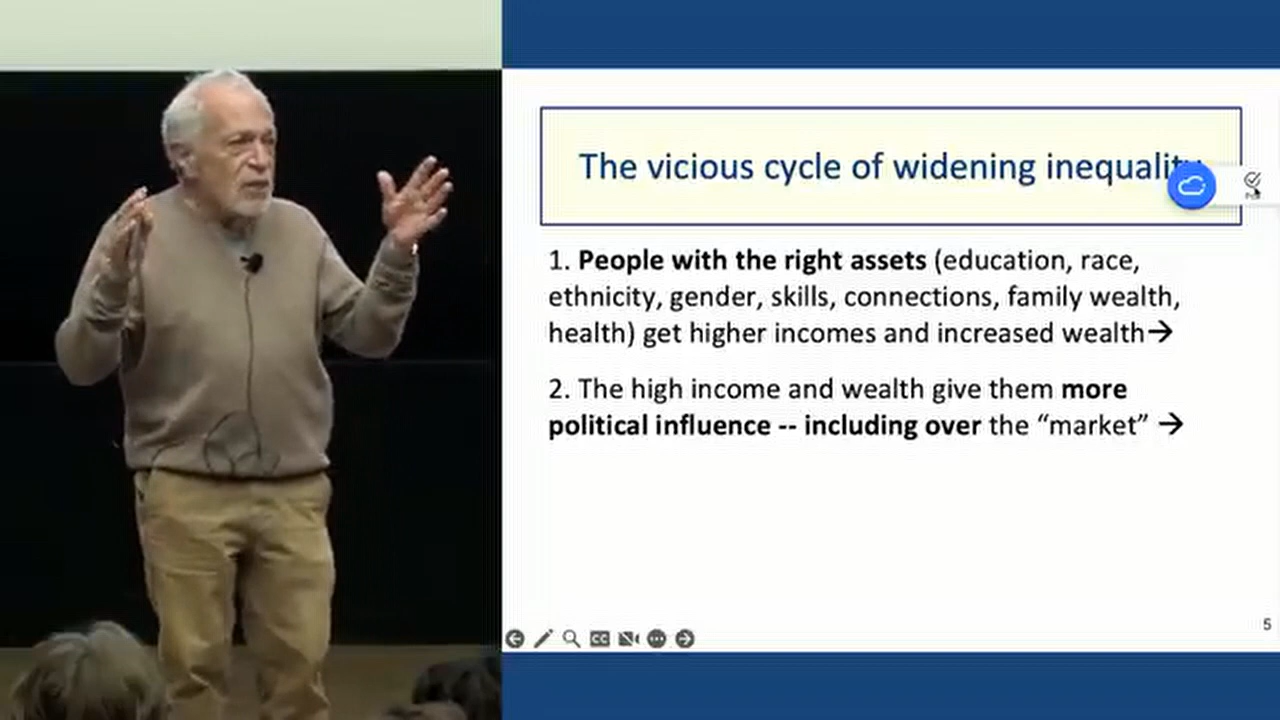 The vicious cycle of widening inequality
1. People with the right assets (education, race,
ethnicity, gender, skills, connections, family wealth,
health) get higher incomes and increased wealth→
2. The high income and wealth give them more
political influence -- including over the “market” →
CC
5